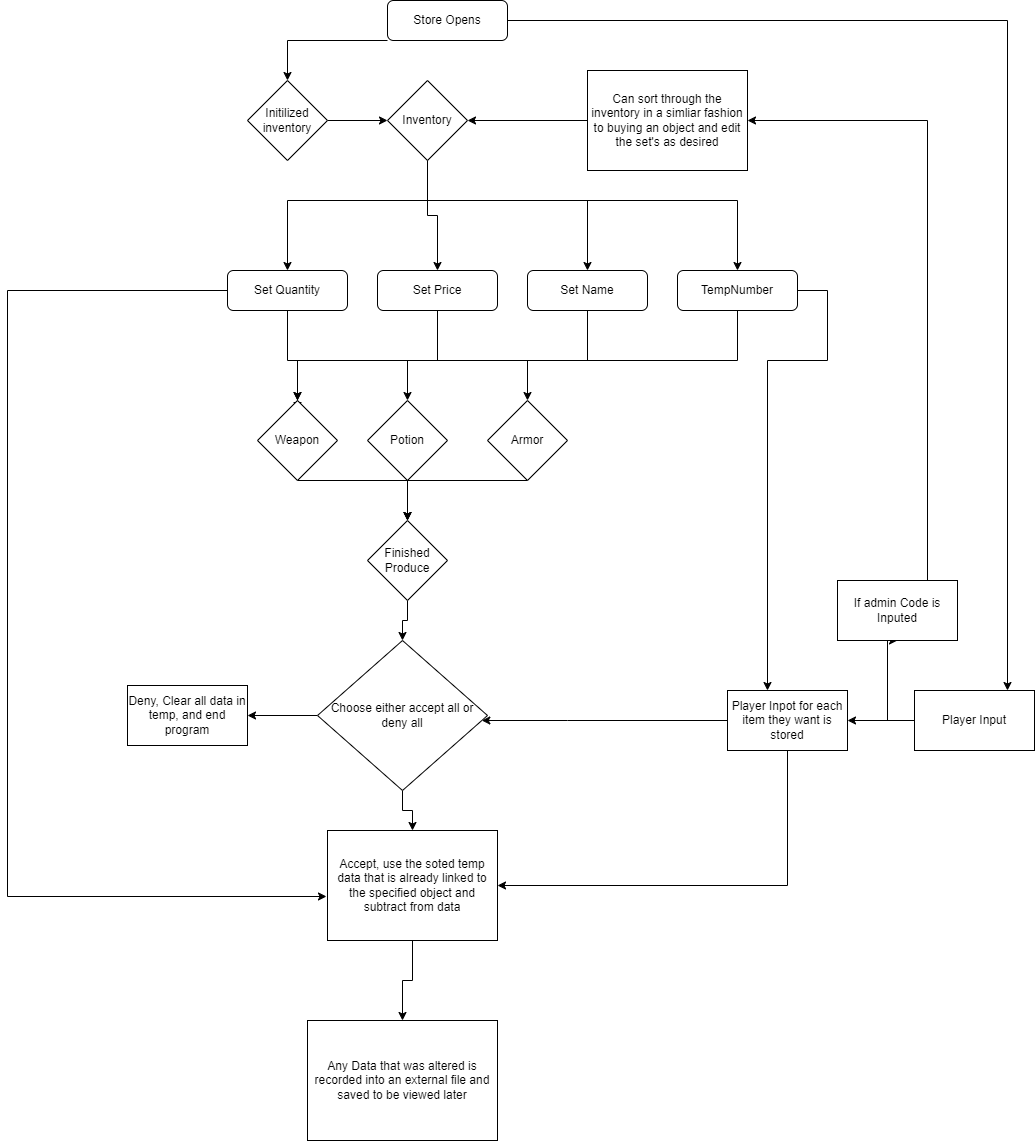 Store Opens
Initilized
inventory
Inventory
Can sort through the
inventory in a simliar fashion
to buying an object and edit
the set's as desired
Set Quantity
Set Price
Set Name
TempNumber
Weapon
Potion
Armor
Finished
Produce
If admin Code is
Inputed
Choose either accept all or
deny all
Deny, Clear all data in
temp, and end
program
Player Inpot for each
item they want is
stored
Player Input
Accept, use the soted temp
data that is already linked to
the specified object and
subtract from data
Any Data that was altered is
recorded into an external file and
saved to be viewed later